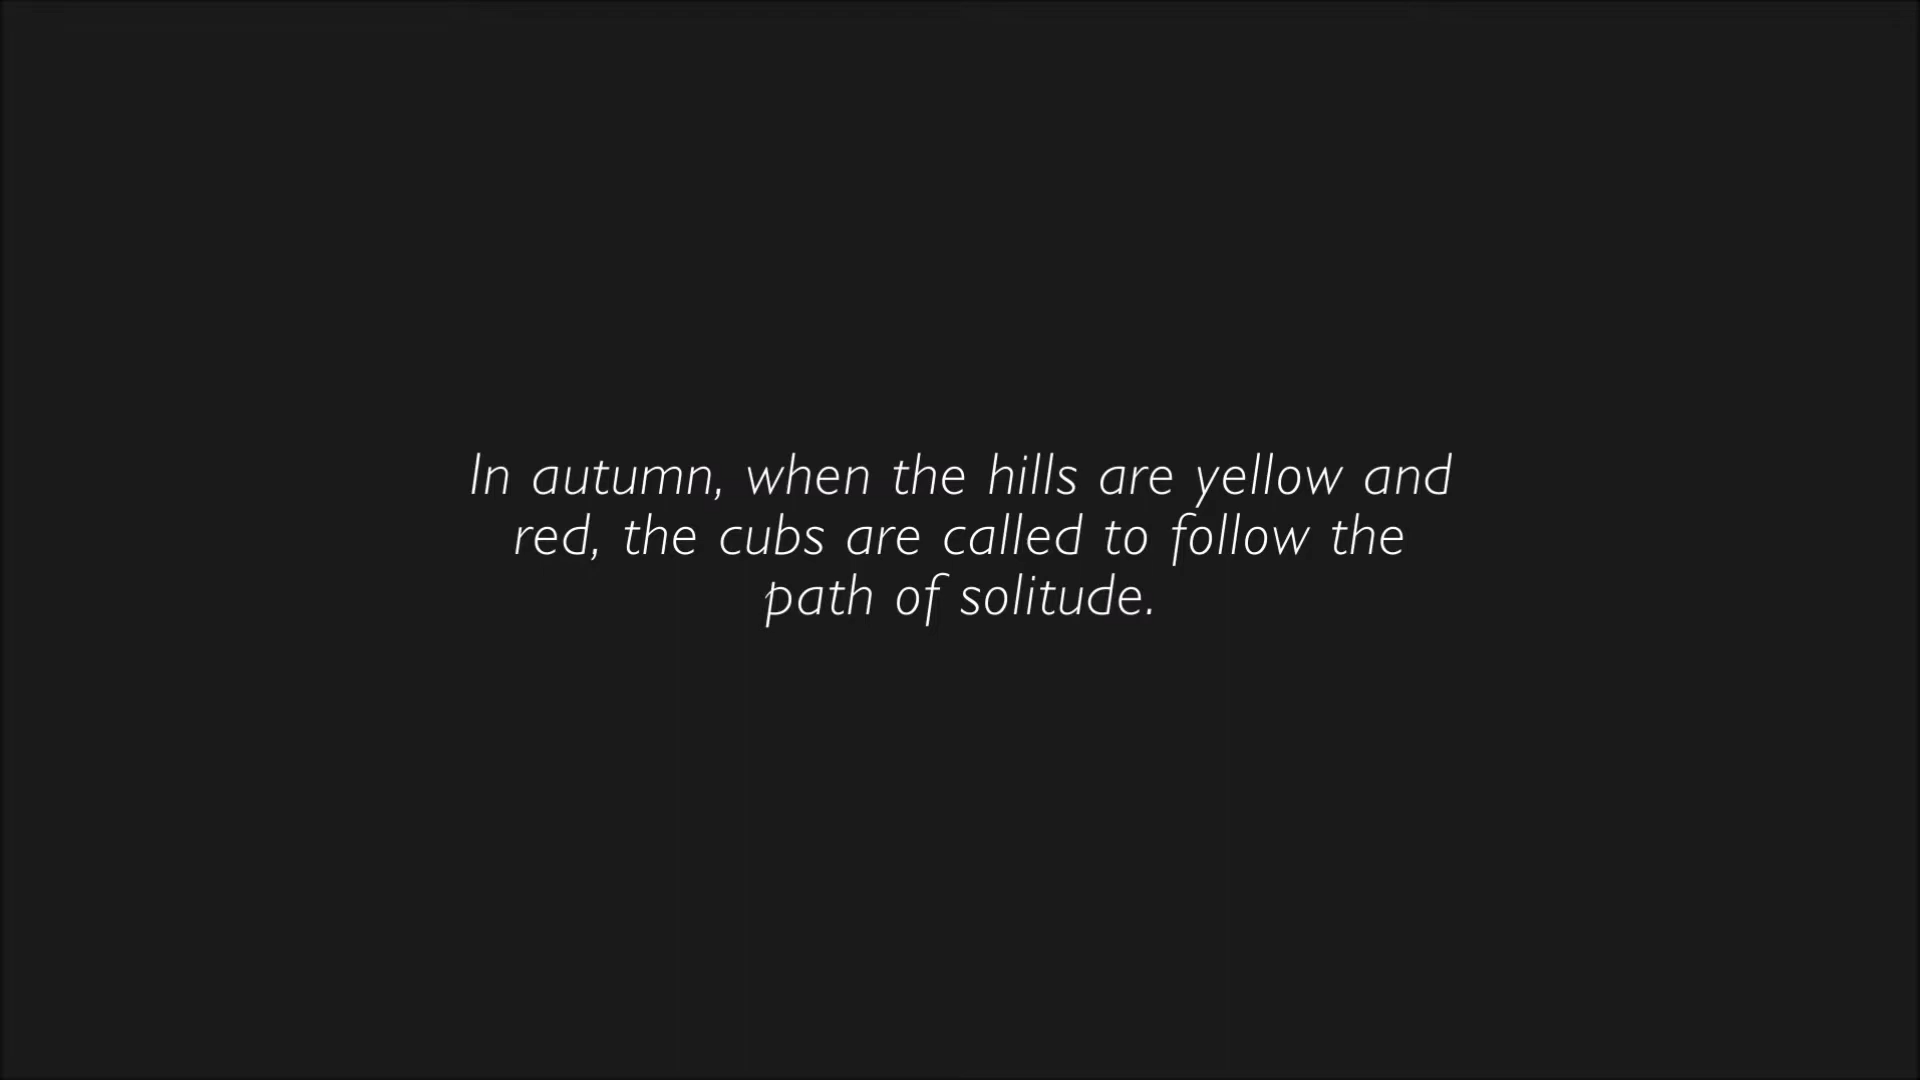 In autumn, when the hills are yellow and
red, the cubs are called to follow the
path of solitude.